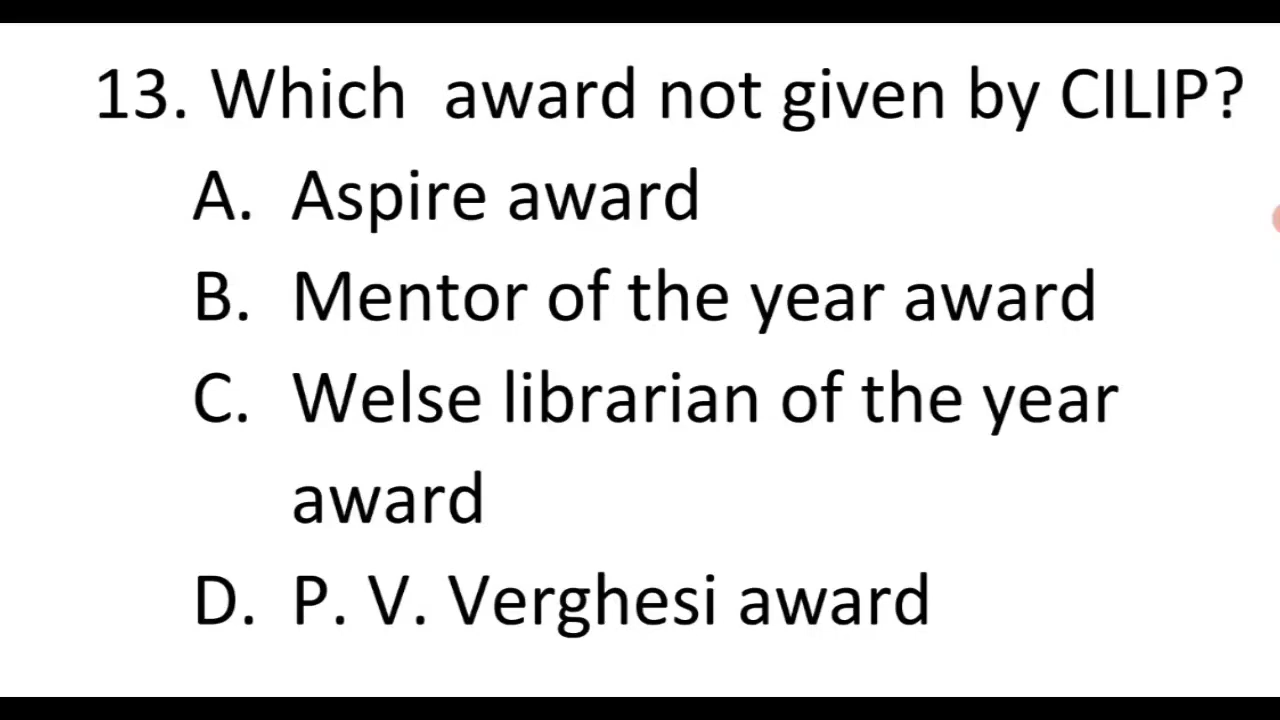 13. Which award not given by CILIP?
A. Aspire award
B. Mentor of the year award
C. Welse librarian of the year
award
D. P. V. Verghesi award